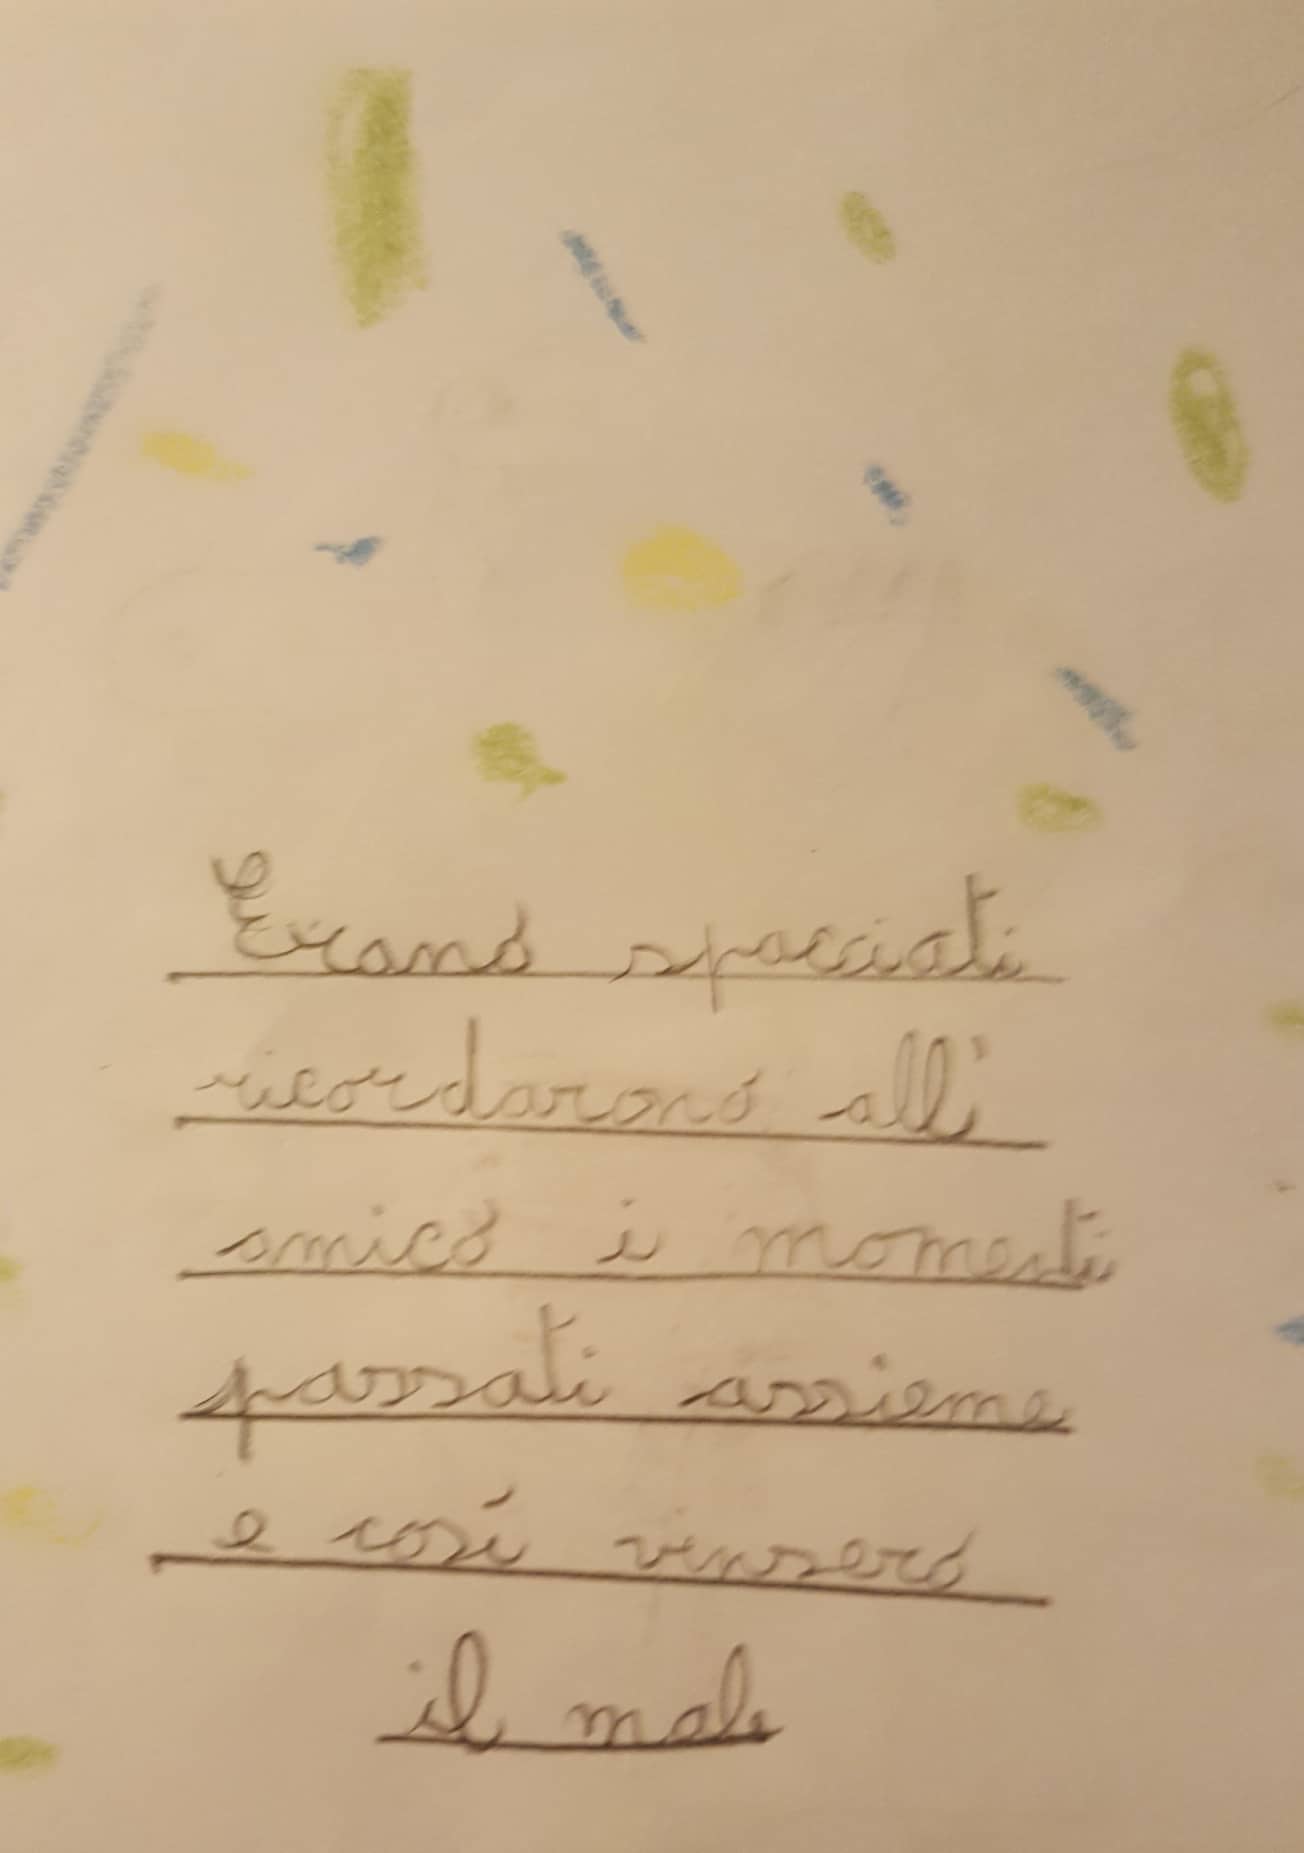 Erano spacciati
ricordarono all'
amico i momenti
passati assieme
e così vinsero
il male